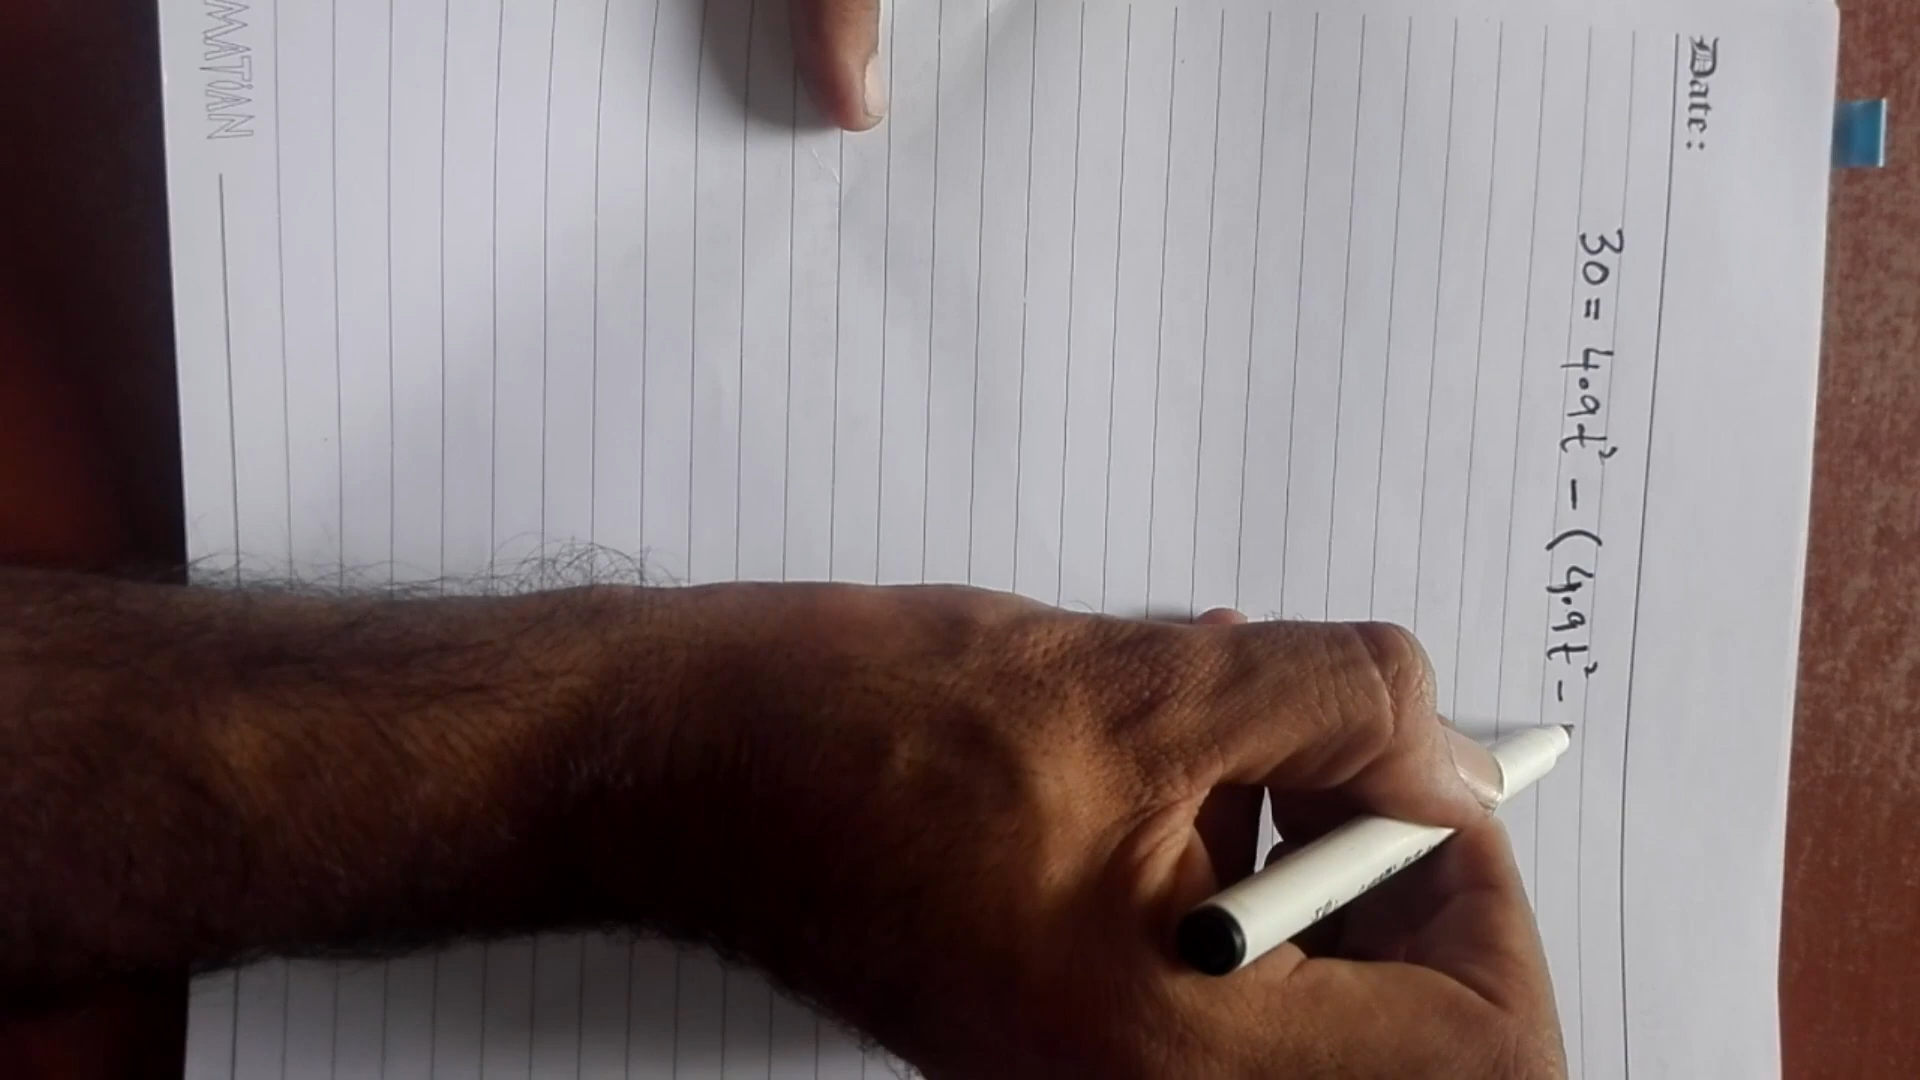 Date:
30 = 4.9t² - (4.9t² -